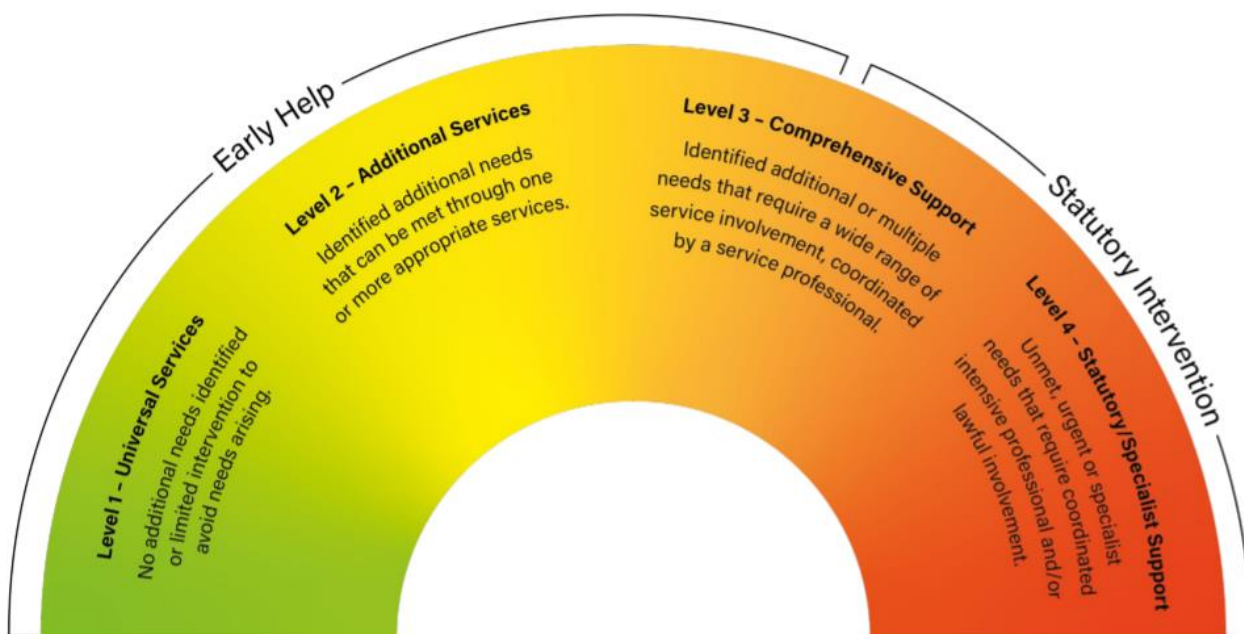 Early Help
Statutory Intervention
Level 1 – Universal Services
No additional needs identified
or limited intervention to
avoid needs arising.
Level 2 – Additional Services
Identified additional needs
that can be met through one
or more appropriate services.
Level 3 – Comprehensive Support
Identified additional or multiple
needs that require a wide range of
service involvement, coordinated
by a service professional.
Level 4 – Statutory/Specialist Support
Unmet, urgent or specialist
needs that require coordinated
intensive professional and/or
lawful involvement.